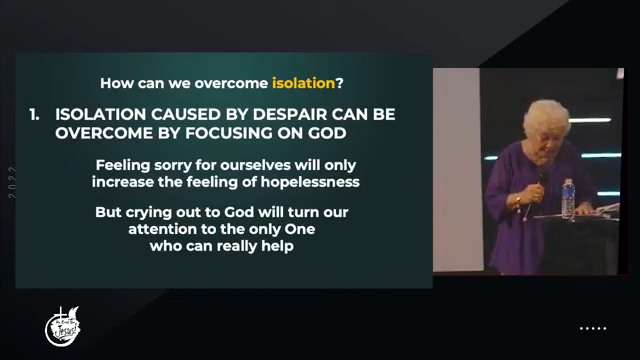 How can we overcome isolation?
1. ISOLATION CAUSED BY DESPAIR CAN BE
OVERCOME BY FOCUSING ON GOD
Feeling sorry for ourselves will only
increase the feeling of hopelessness
But crying out to God will turn our
attention to the only One
who can really help
2022
Jesus